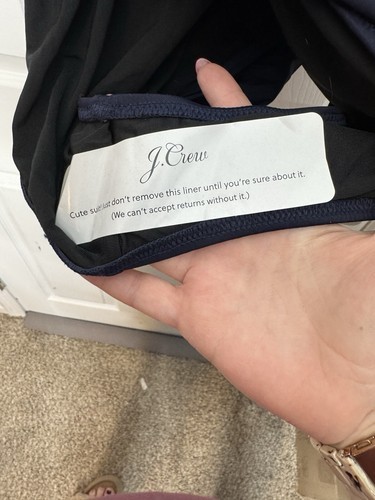 J.Crew
Cute suit! Just don't remove this liner until you're sure about it.
(We can't accept returns without it.)